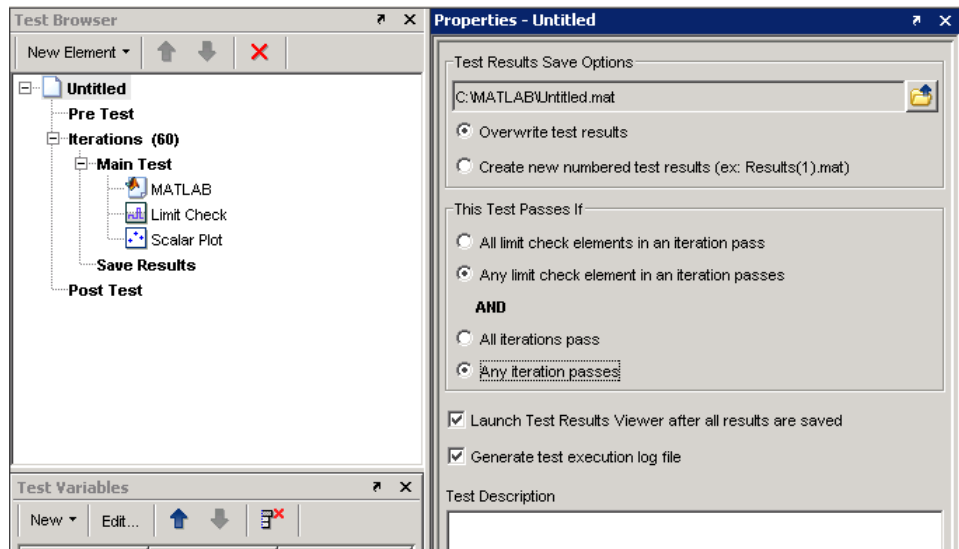 Test Browser
New Element
Untitled
Pre Test
Iterations (60)
Main Test
MATLAB
Limit Check
Scalar Plot
Save Results
Post Test
Test Variables
New
Edit...
Properties - Untitled
Test Results Save Options
C:\MATLAB\Untitled.mat
Overwrite test results
Create new numbered test results (ex: Results(1).mat)
This Test Passes If
All limit check elements in an iteration pass
Any limit check element in an iteration passes
AND
All iterations pass
Any iteration passes
Launch Test Results Viewer after all results are saved
Generate test execution log file
Test Description